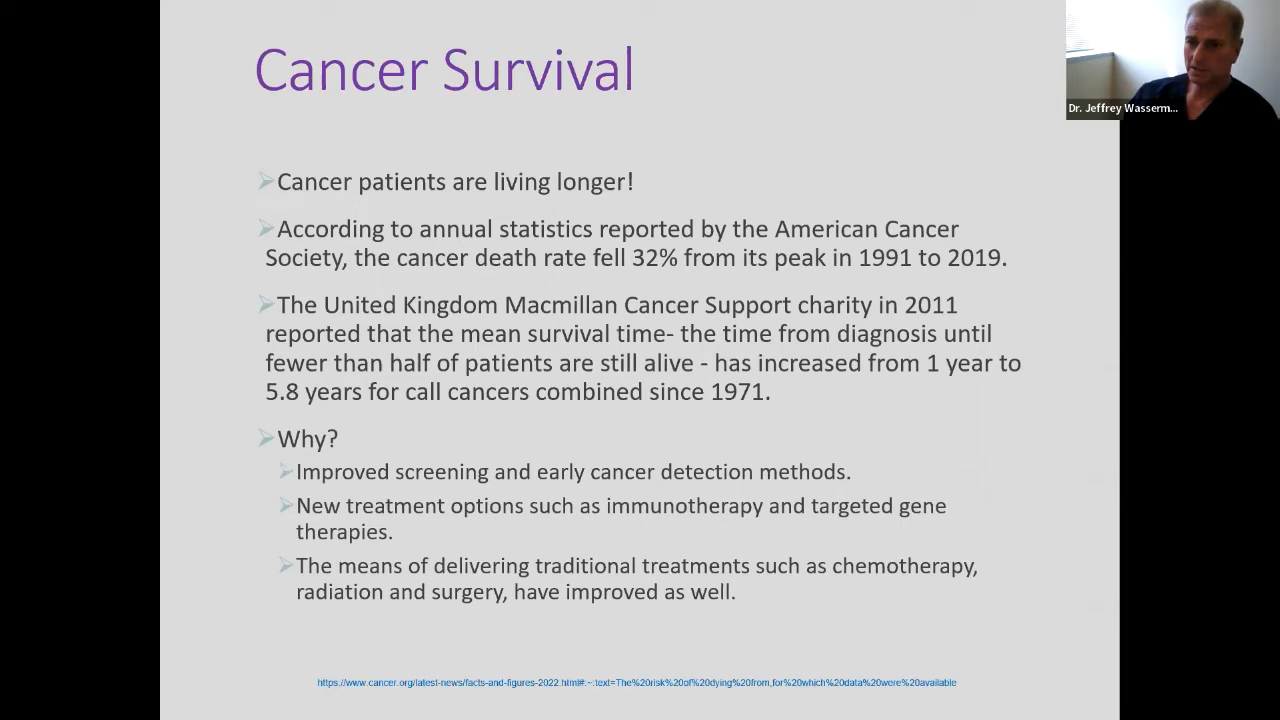 Cancer Survival
Dr. Jeffrey Wasserm...
Cancer patients are living longer!
According to annual statistics reported by the American Cancer
Society, the cancer death rate fell 32% from its peak in 1991 to 2019.
The United Kingdom Macmillan Cancer Support charity in 2011
reported that the mean survival time- the time from diagnosis until
fewer than half of patients are still alive - has increased from 1 year to
5.8 years for call cancers combined since 1971.
Why?
Improved screening and early cancer detection methods.
New treatment options such as immunotherapy and targeted gene
therapies.
The means of delivering traditional treatments such as chemotherapy,
radiation and surgery, have improved as well.
https://www.cancer.org/latest-news/facts-and-figures-2022.html#:~:text=The%20risk%20of%20dying%20from,for%20which%20data%20were%20available